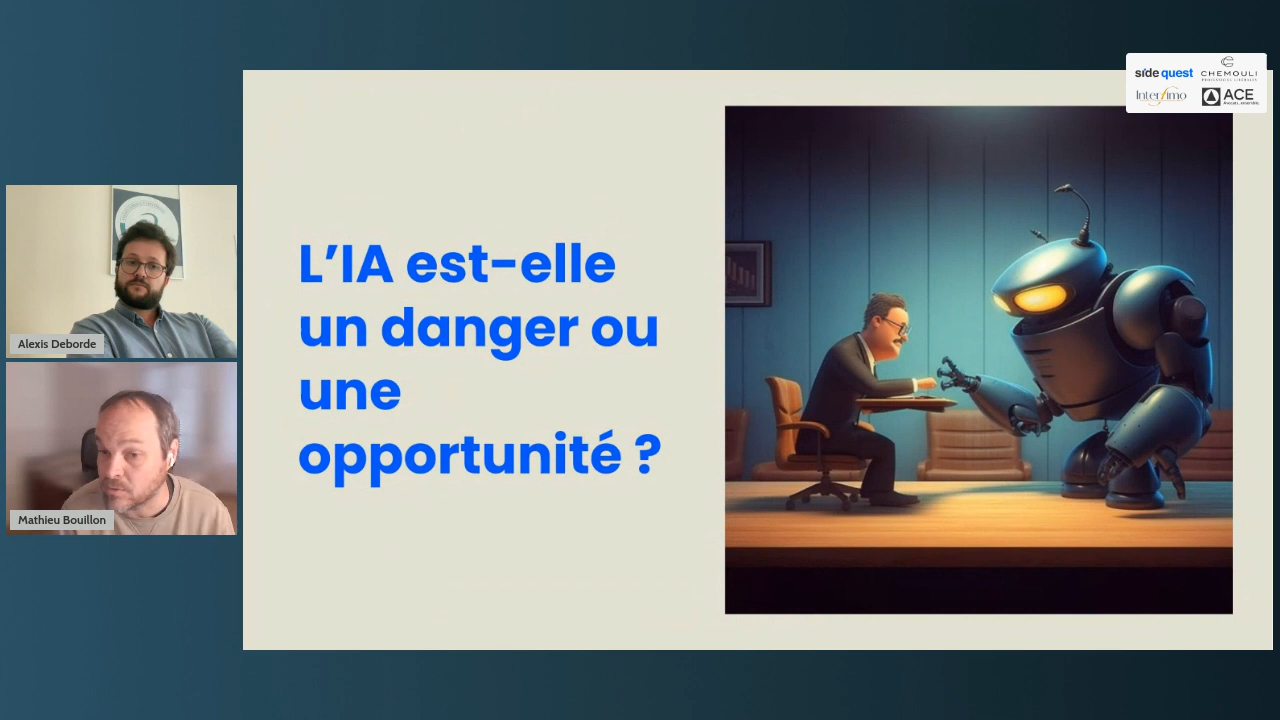 side quest
CHEMOULI
Interfimo
ACE
L’IA est-elle
un danger ou
une
opportunité ?
Alexis Deborde
Mathieu Bouillon